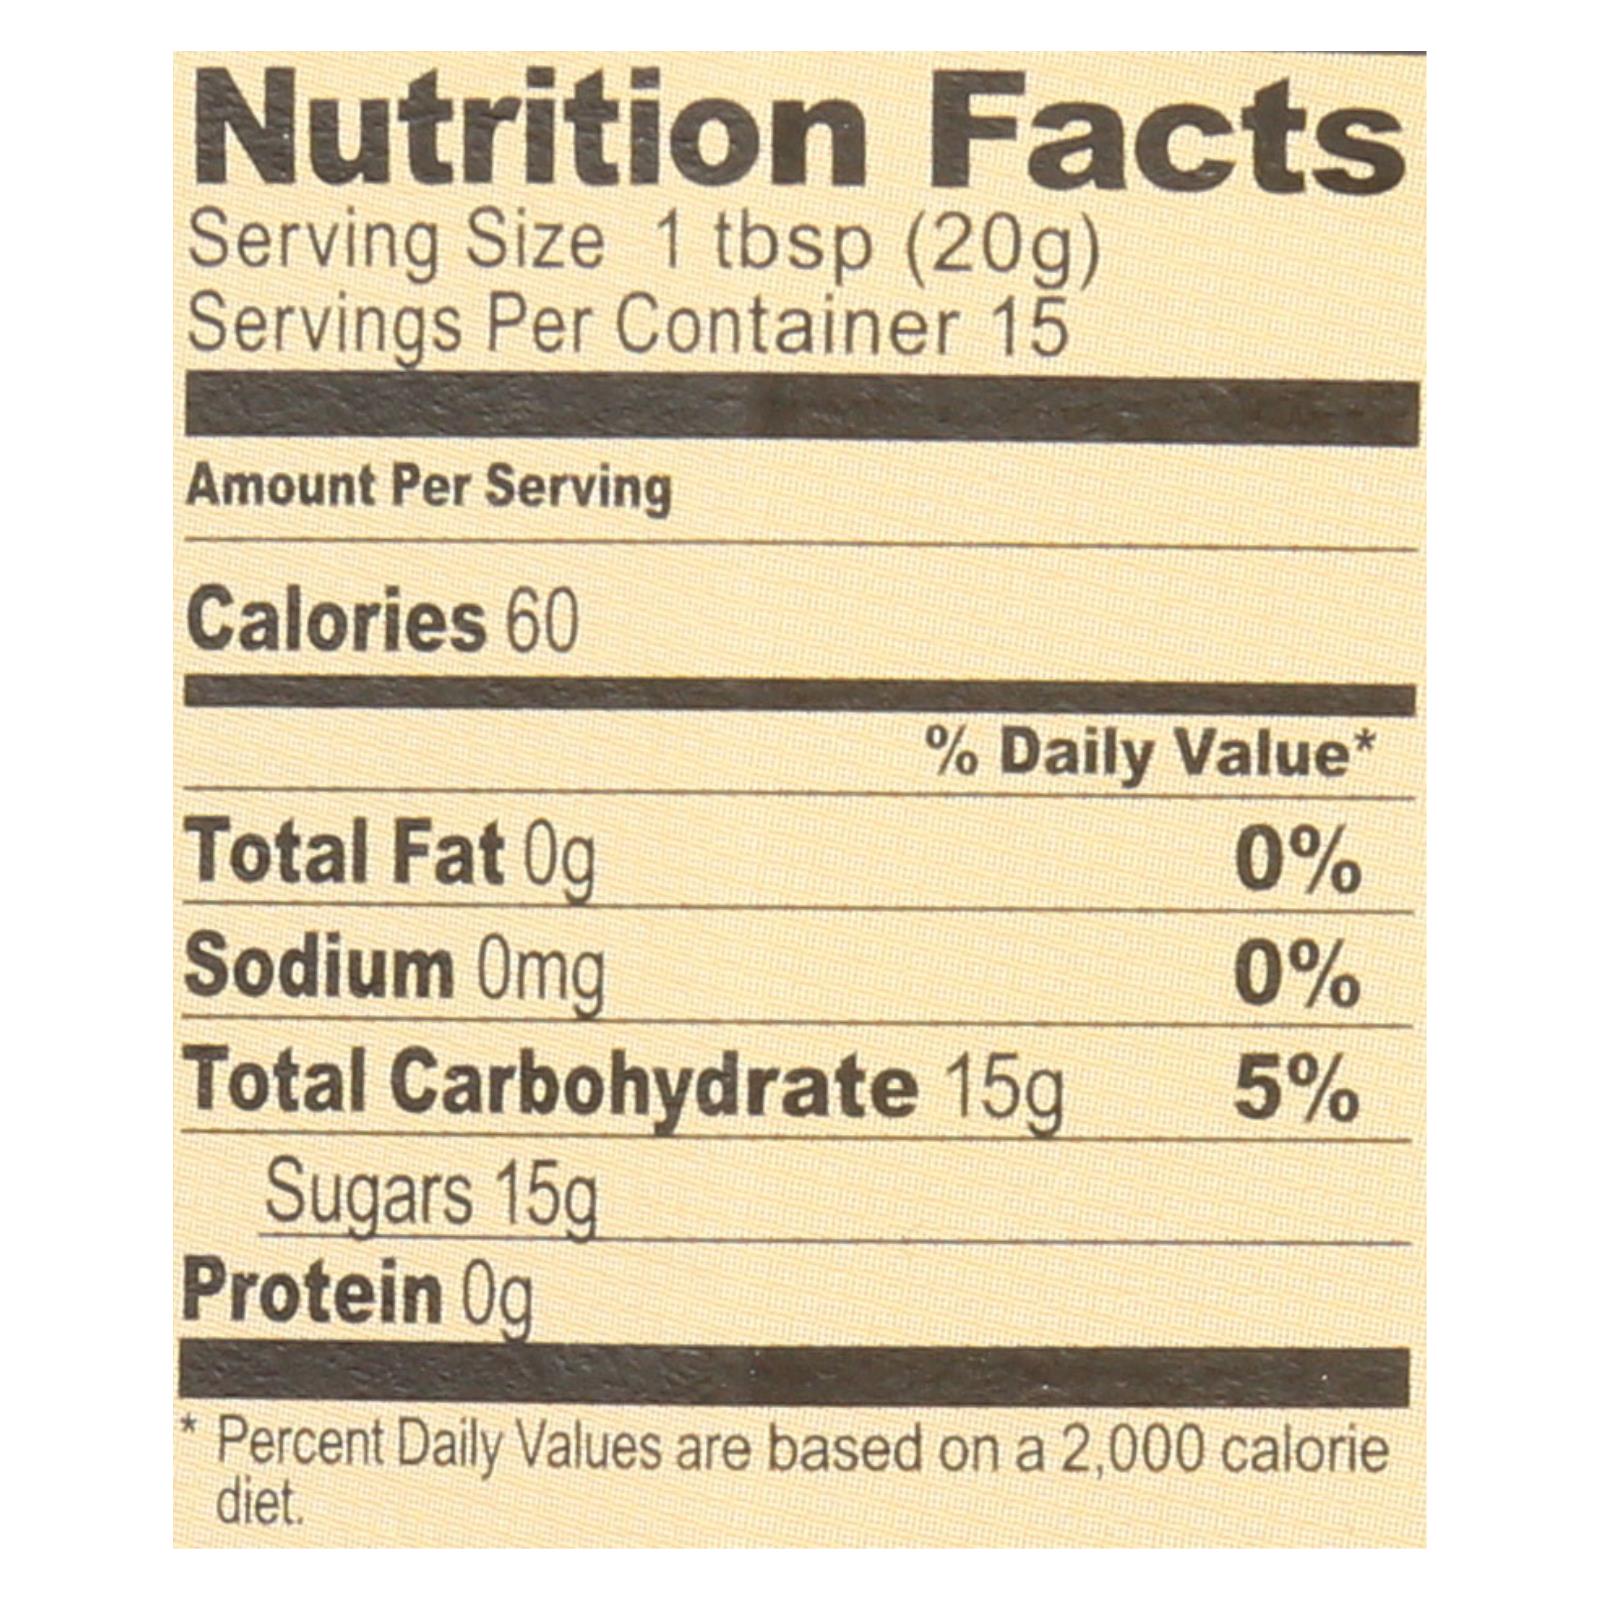 Nutrition Facts
Serving Size 1 tbsp (20g)
Servings Per Container 15
Amount Per Serving
Calories 60
% Daily Value*
Total Fat 0g 0%
Sodium 0mg 0%
Total Carbohydrate 15g 5%
Sugars 15g
Protein 0g
* Percent Daily Values are based on a 2,000 calorie
diet.